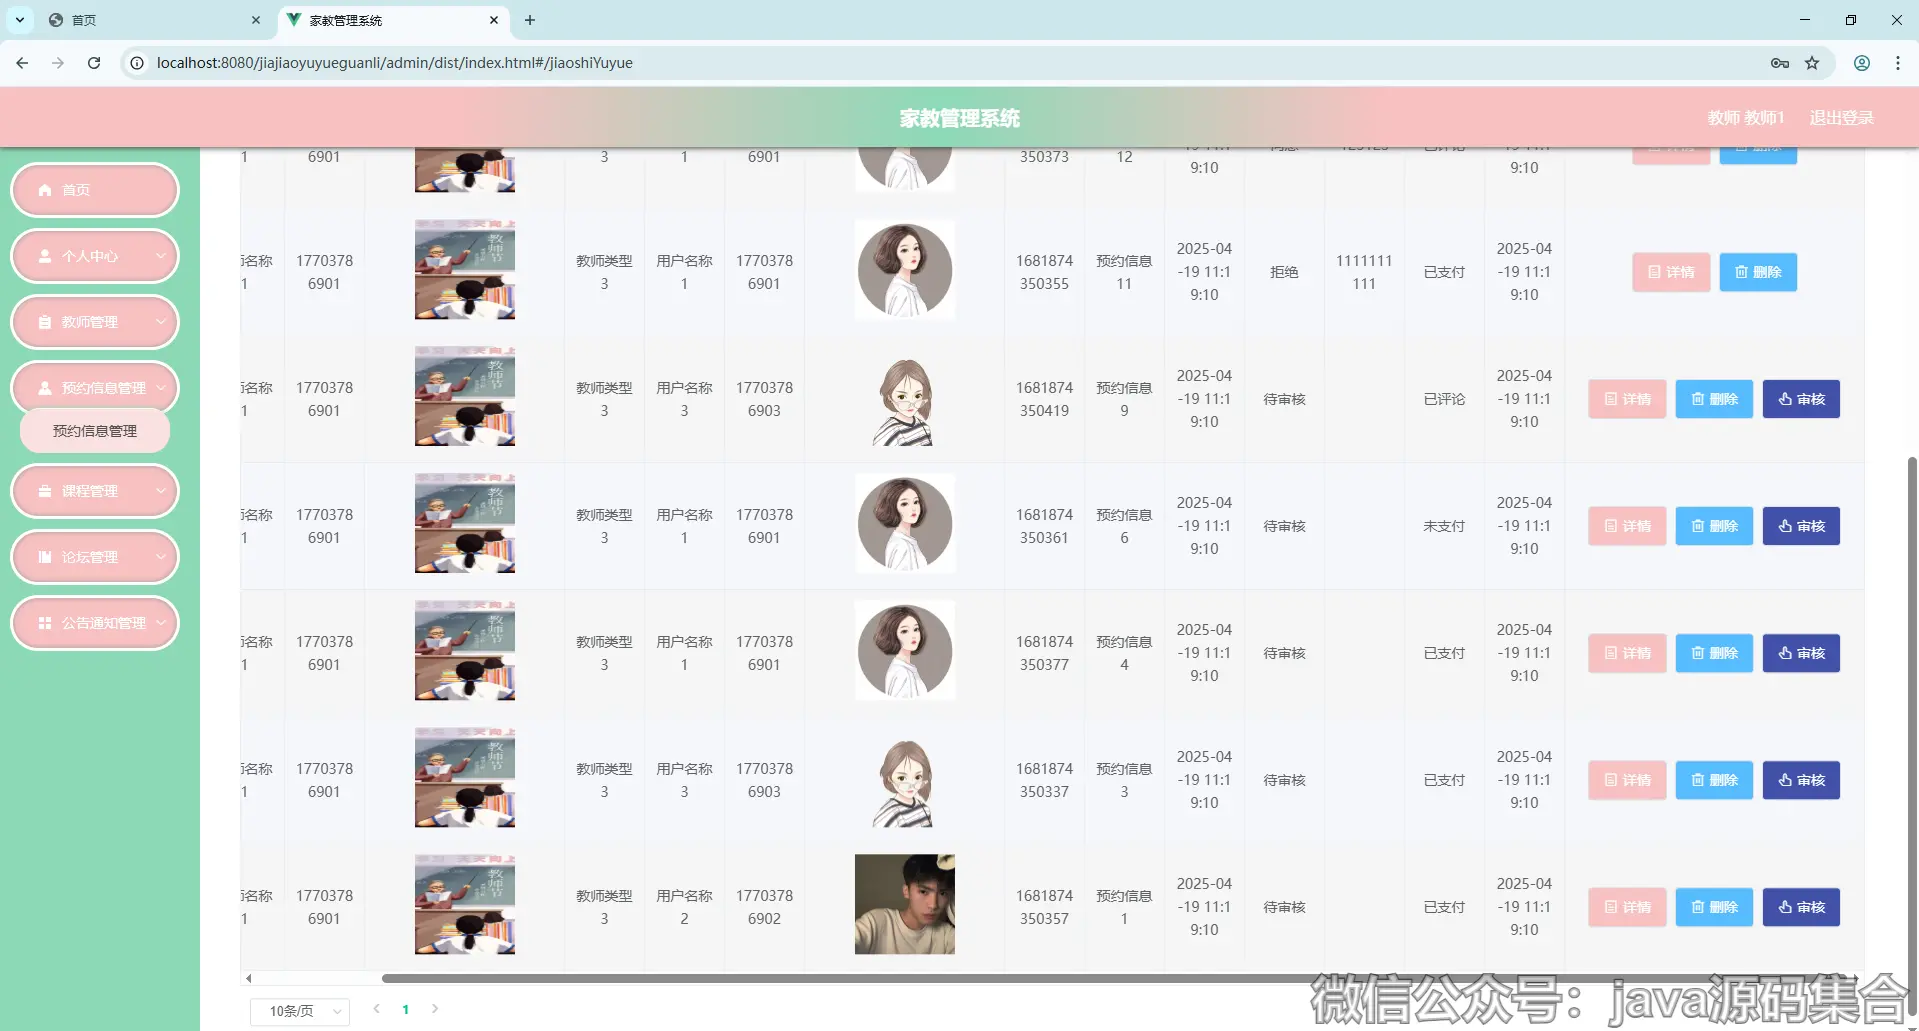 首页
家教管理系统
localhost:8080/jiajiaoyuyueguanli/admin/dist/index.html#/jiaoshiYuyue
家教管理系统
教师 教师1
退出登录
首页
个人中心
教师管理
预约信息管理
预约信息管理
课程管理
论坛管理
公告通知管理
1
6901
3
1
6901
350373
12
9:10
9:10
师名称
1
1770378
6901
教师类型
3
用户名称
1
1770378
6901
1681874
350355
预约信息
11
2025-04
-19 11:1
9:10
拒绝
1111111
111
已支付
2025-04
-19 11:1
9:10
详情
删除
师名称
1
1770378
6901
教师类型
3
用户名称
3
1770378
6903
1681874
350419
预约信息
9
2025-04
-19 11:1
9:10
待审核
已评论
2025-04
-19 11:1
9:10
详情
删除
审核
师名称
1
1770378
6901
教师类型
3
用户名称
1
1770378
6901
1681874
350361
预约信息
6
2025-04
-19 11:1
9:10
待审核
未支付
2025-04
-19 11:1
9:10
详情
删除
审核
师名称
1
1770378
6901
教师类型
3
用户名称
1
1770378
6901
1681874
350377
预约信息
4
2025-04
-19 11:1
9:10
待审核
已支付
2025-04
-19 11:1
9:10
详情
删除
审核
师名称
1
1770378
6901
教师类型
3
用户名称
3
1770378
6903
1681874
350337
预约信息
3
2025-04
-19 11:1
9:10
待审核
已支付
2025-04
-19 11:1
9:10
详情
删除
审核
师名称
1
1770378
6901
教师类型
3
用户名称
2
1770378
6902
1681874
350357
预约信息
1
2025-04
-19 11:1
9:10
待审核
已支付
2025-04
-19 11:1
9:10
详情
删除
审核
10条/页
1
微信公众号：java源码集合